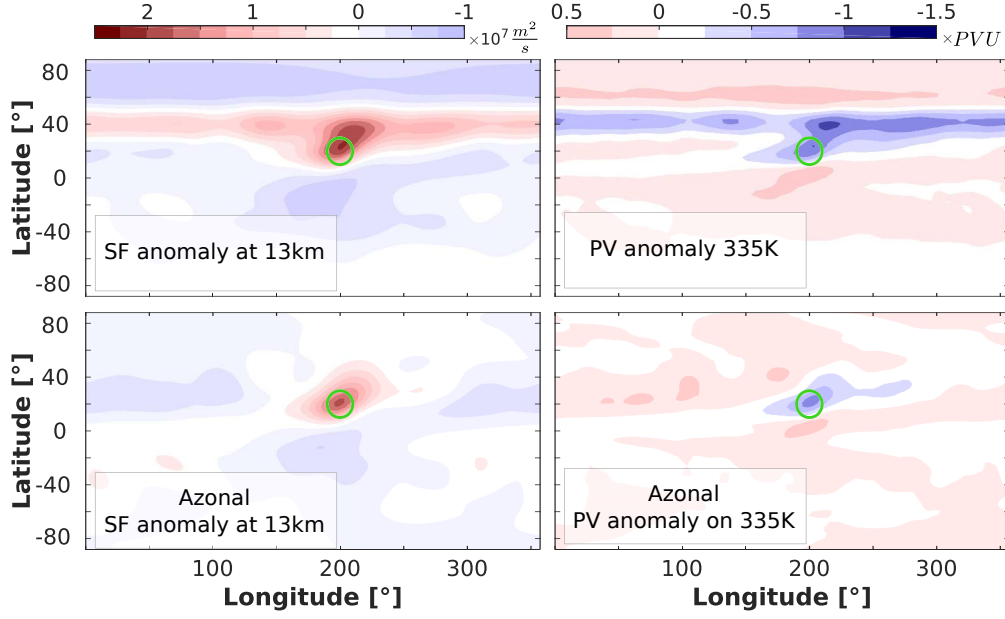 2 1 0 -1 ×10⁷ m²/s
0.5 0 -0.5 -1 -1.5 ×PVU
Latitude [°]
80
40
0
-40
-80
SF anomaly at 13km
PV anomaly 335K
Latitude [°]
80
40
0
-40
-80
Azonal
SF anomaly at 13km
Azonal
PV anomaly on 335K
100 200 300
100 200 300
Longitude [°]
Longitude [°]